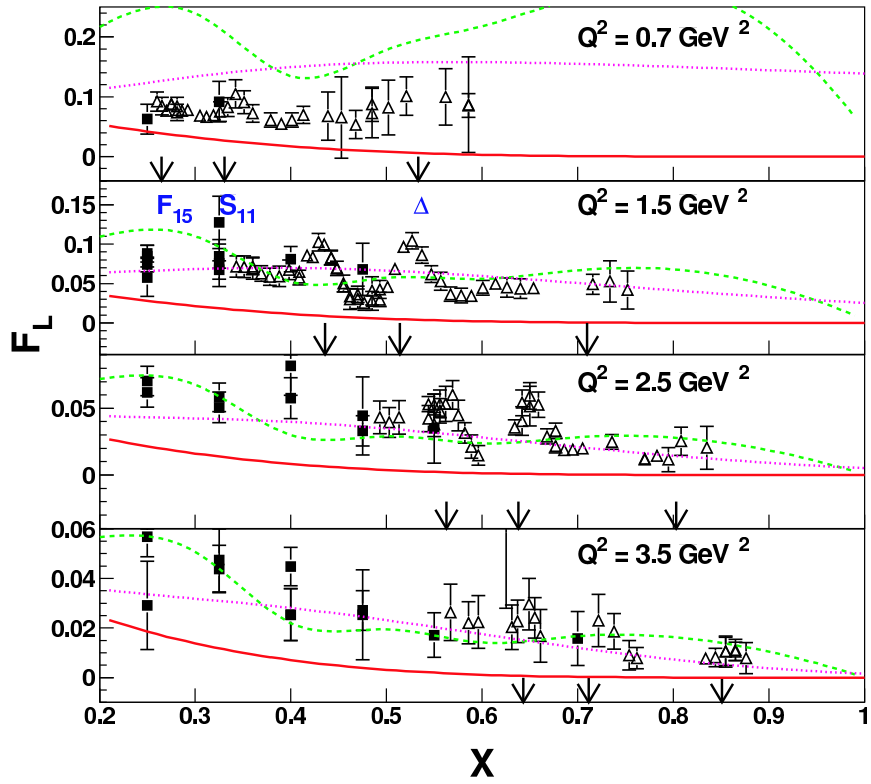 0.2
0.1
0
Q² = 0.7 GeV ²
F₁₅
S₁₁
Δ
0.15
0.1
0.05
0
Q² = 1.5 GeV ²
F_L
0.05
0
Q² = 2.5 GeV ²
0.06
0.04
0.02
0
Q² = 3.5 GeV ²
0.2 0.3 0.4 0.5 0.6 0.7 0.8 0.9 1
X